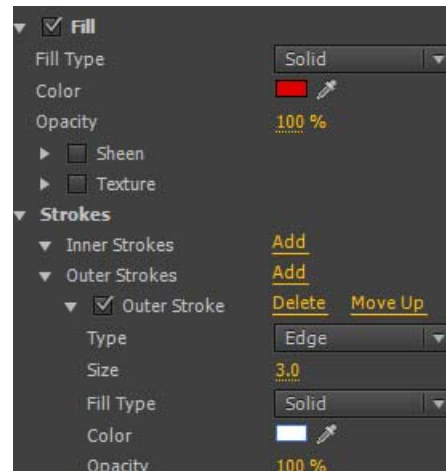 Fill
Fill Type Solid
Color
Opacity 100 %
Sheen
Texture
Strokes
Inner Strokes Add
Outer Strokes Add
Outer Stroke Delete Move Up
Type Edge
Size 3.0
Fill Type Solid
Color
Opacity 100 %